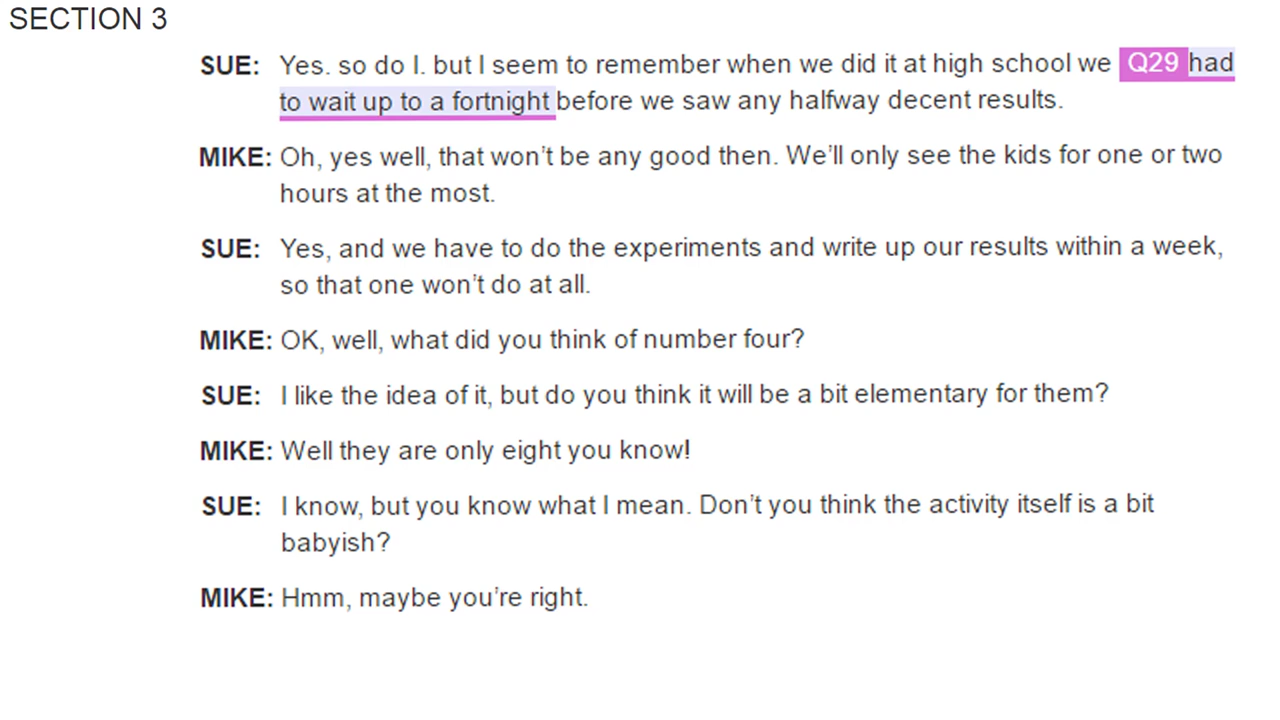 SECTION 3
SUE: Yes. so do I. but I seem to remember when we did it at high school we Q29 had
to wait up to a fortnight before we saw any halfway decent results.
MIKE: Oh, yes well, that won't be any good then. We'll only see the kids for one or two
hours at the most.
SUE: Yes, and we have to do the experiments and write up our results within a week,
so that one won't do at all.
MIKE: OK, well, what did you think of number four?
SUE: I like the idea of it, but do you think it will be a bit elementary for them?
MIKE: Well they are only eight you know!
SUE: I know, but you know what I mean. Don't you think the activity itself is a bit
babyish?
MIKE: Hmm, maybe you're right.